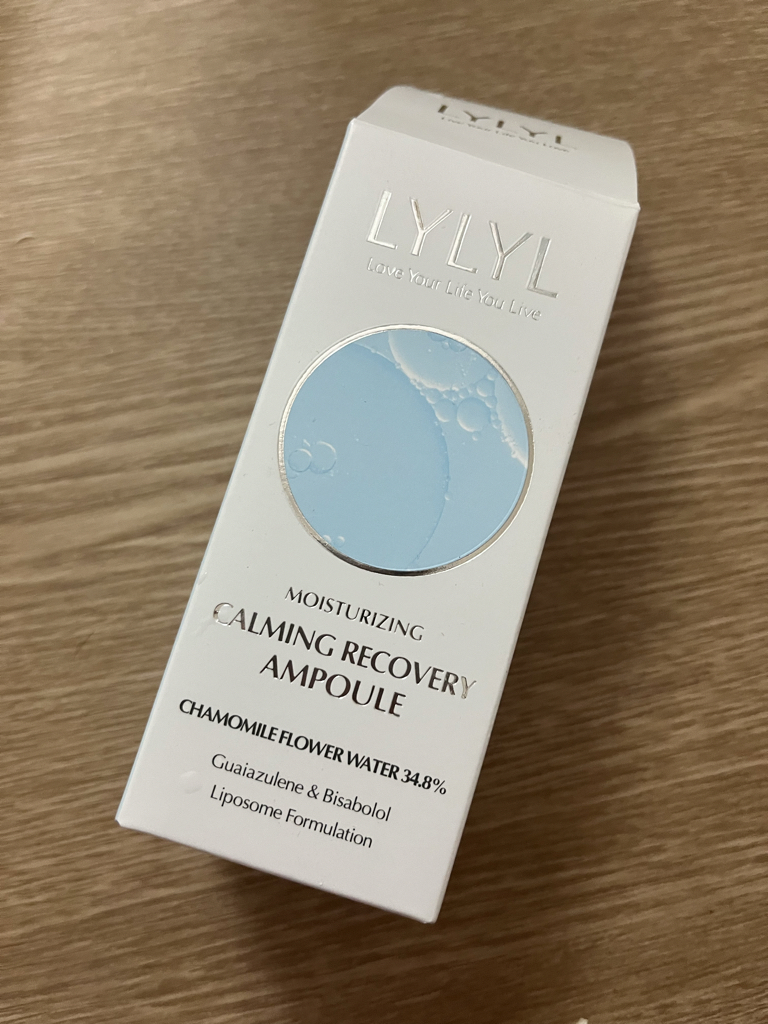 LYLYL
LYLYL
Love Your Life You Live
MOISTURIZING
CALMING RECOVERY
AMPOULE
CHAMOMILE FLOWER WATER 34.8%
Guaiazulene & Bisabolol
Liposome Formulation